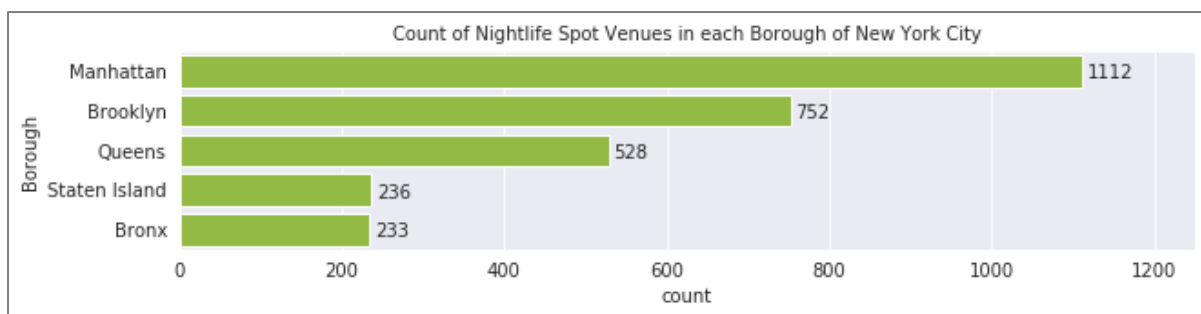 Count of Nightlife Spot Venues in each Borough of New York City
Borough
Manhattan 1112
Brooklyn 752
Queens 528
Staten Island 236
Bronx 233
0 200 400 600 800 1000 1200
count